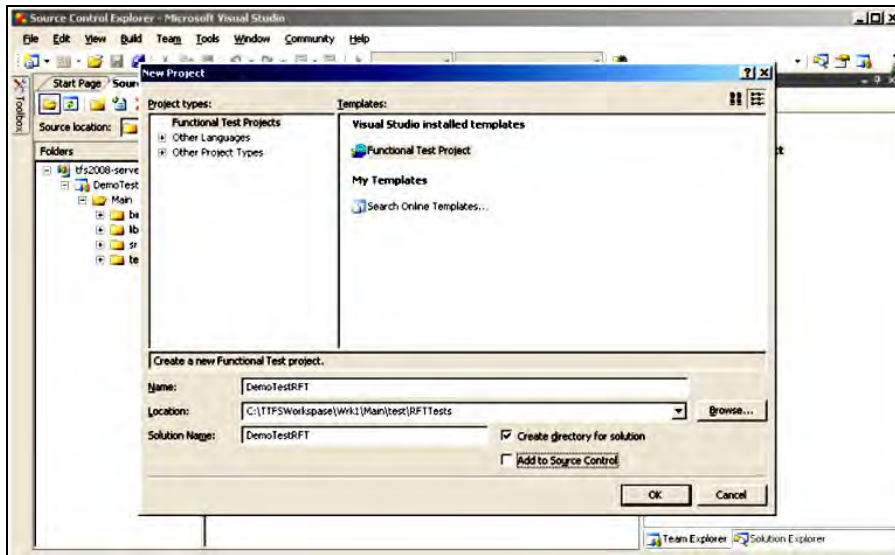 Source Control Explorer - Microsoft Visual Studio
File Edit View Build Team Tools Window Community Help
Toolbox
Start Page
Source location:
Folders
tfs2008-serve
DemoTest
Main
lib
New Project
Project types:
Functional Test Projects
Other Languages
Other Project Types
Templates:
Visual Studio installed templates
Functional Test Project
My Templates
Search Online Templates...
Create a new Functional Test project.
Name: DemoTestRFT
Location: C:\TTFSWorkspase\Wrk1\Main\test\RFTTests Browse...
Solution Name: DemoTestRFT Create directory for solution
Add to Source Control
OK Cancel
Team Explorer Solution Explorer